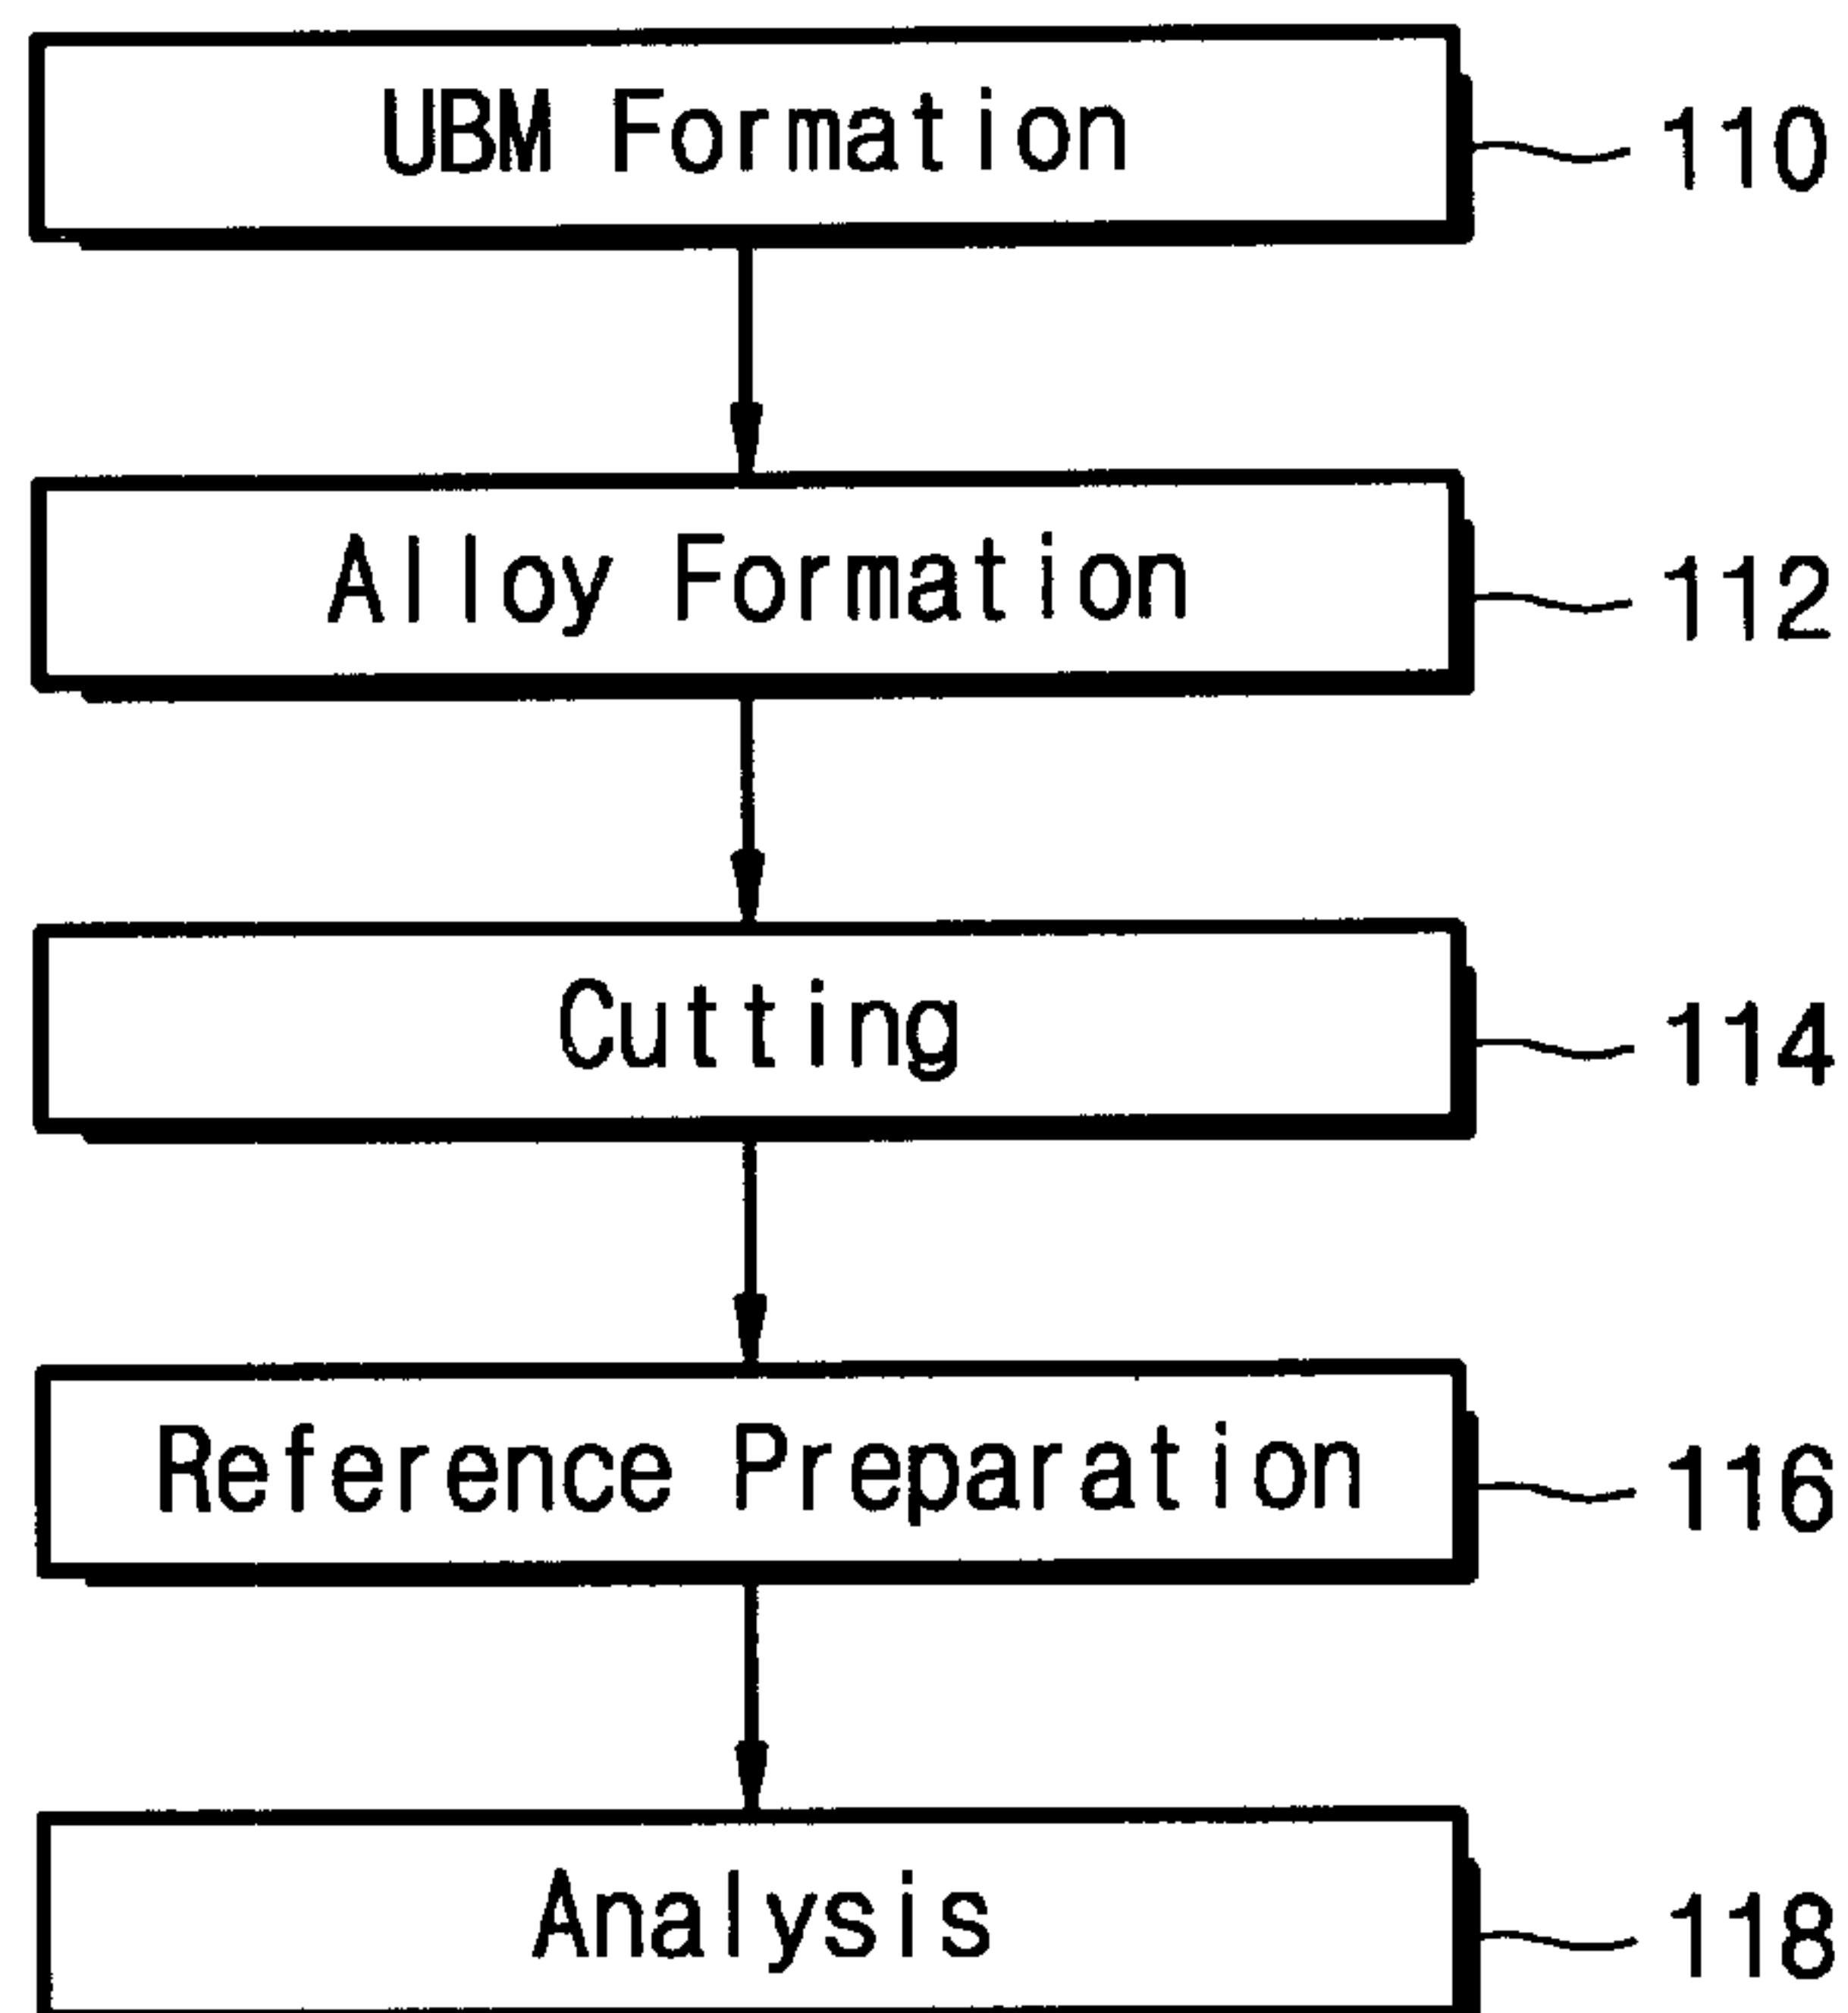 UBM Formation 110
Alloy Formation 112
Cutting 114
Reference Preparation 116
Analysis 118